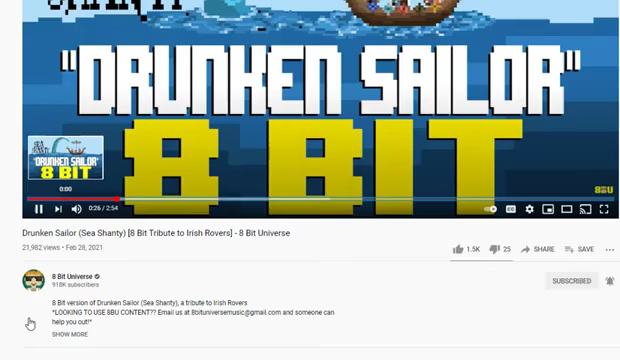 "DRUNKEN SAILOR"
8 BIT
SEA
SHANTY
"DRUNKEN SAILOR"
8 BIT
0:00
8BU
0:26 / 2:54
Drunken Sailor (Sea Shanty) [8 Bit Tribute to Irish Rovers] - 8 Bit Universe
21,982 views • Feb 28, 2021
1.5K 25 SHARE SAVE
8 Bit Universe
918K subscribers
SUBSCRIBED
8 Bit version of Drunken Sailor (Sea Shanty), a tribute to Irish Rovers
*LOOKING TO USE 8BU CONTENT?? Email us at 8bituniversemusic@gmail.com and someone can
help you out!*
SHOW MORE